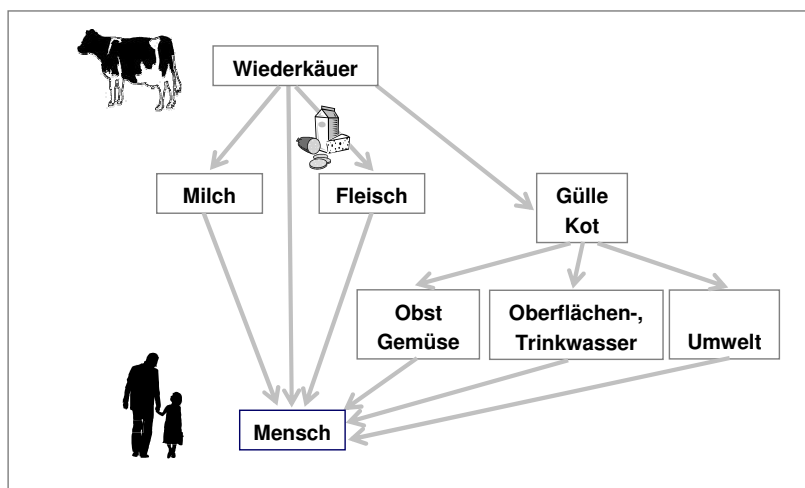 Wiederkäuer
Milch
Fleisch
Gülle
Kot
Obst
Gemüse
Oberflächen-,
Trinkwasser
Umwelt
Mensch